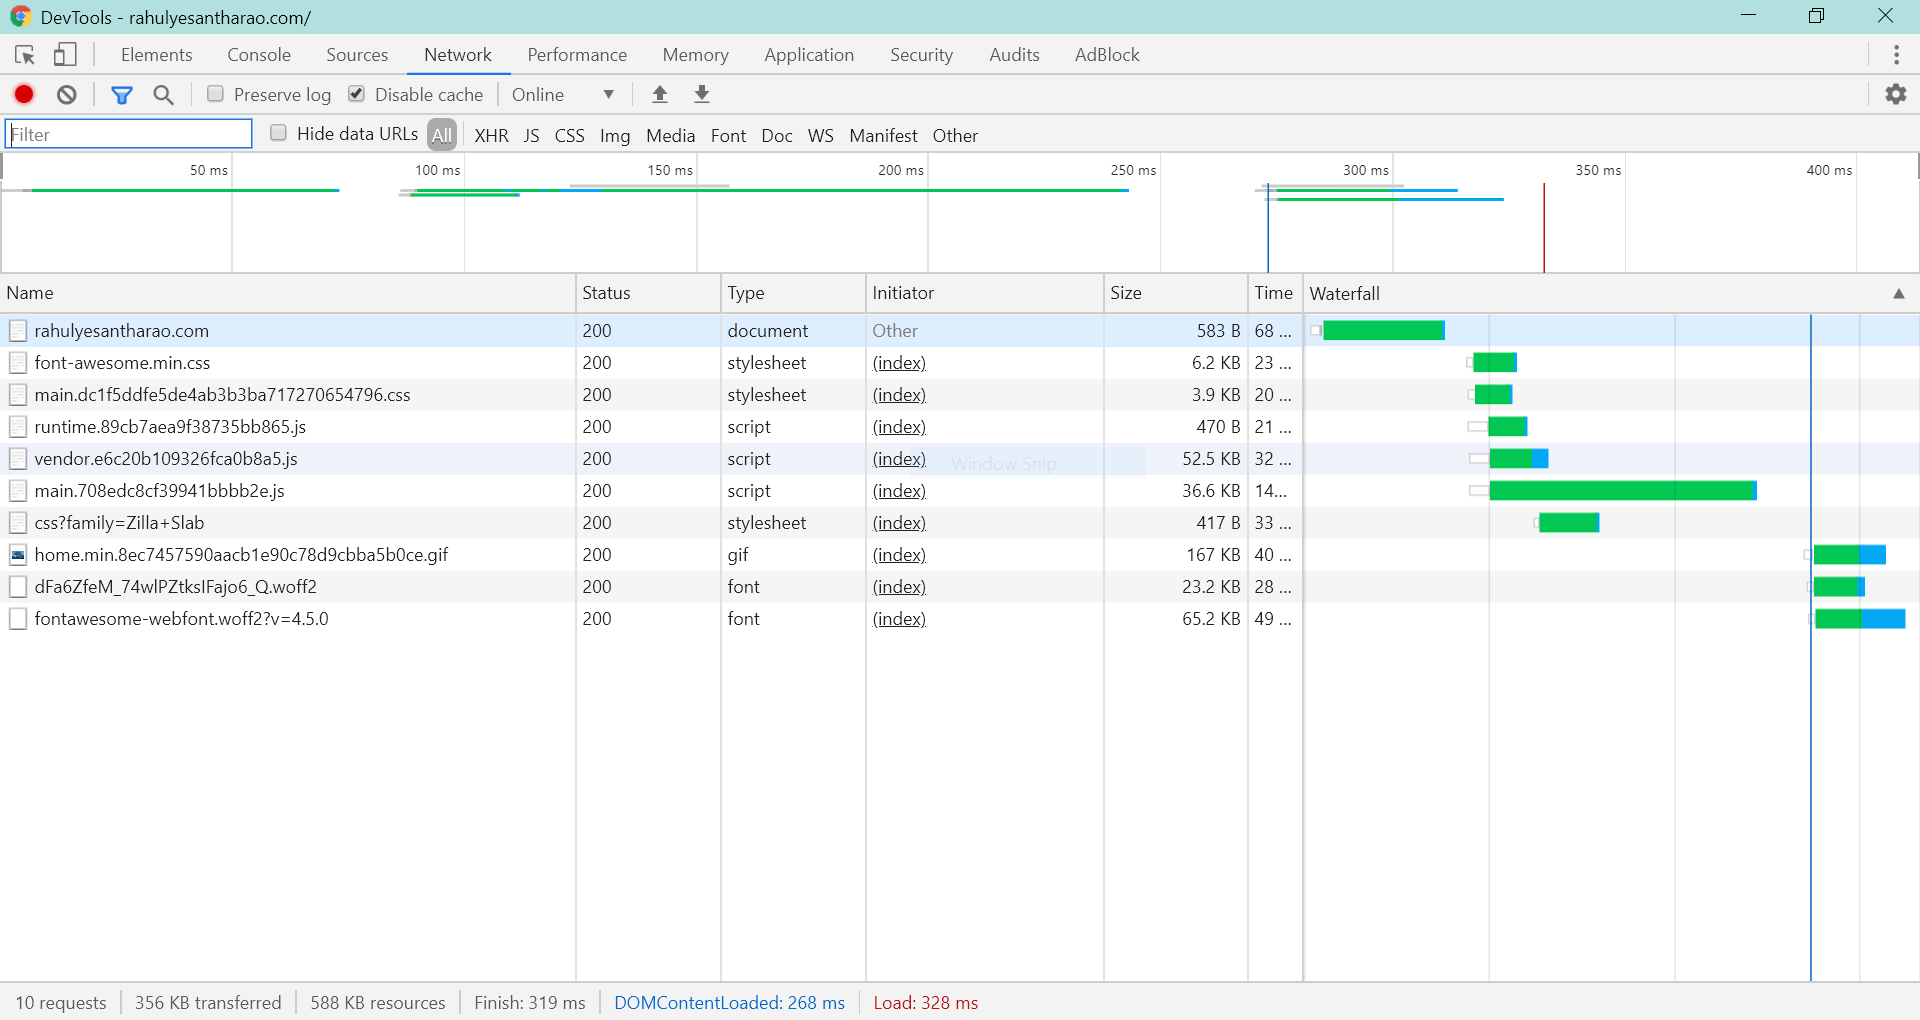 DevTools - rahulyesantharao.com/
Elements Console Sources Network Performance Memory Application Security Audits AdBlock
Preserve log Disable cache Online
Filter Hide data URLs All XHR JS CSS Img Media Font Doc WS Manifest Other
50 ms 100 ms 150 ms 200 ms 250 ms 300 ms 350 ms 400 ms
Name Status Type Initiator Size Time Waterfall
rahulyesantharao.com 200 document Other 583 B 68 ...
font-awesome.min.css 200 stylesheet (index) 6.2 KB 23 ...
main.dc1f5ddfe5de4ab3b3ba717270654796.css 200 stylesheet (index) 3.9 KB 20 ...
runtime.89cb7aea9f38735bb865.js 200 script (index) 470 B 21 ...
vendor.e6c20b109326fca0b8a5.js 200 script (index) Window Snip 52.5 KB 32 ...
main.708edc8cf39941bbbb2e.js 200 script (index) 36.6 KB 14...
css?family=Zilla+Slab 200 stylesheet (index) 417 B 33 ...
home.min.8ec7457590aacb1e90c78d9cbba5b0ce.gif 200 gif (index) 167 KB 40 ...
dFa6ZfeM_74wlPZtksIFajo6_Q.woff2 200 font (index) 23.2 KB 28 ...
fontawesome-webfont.woff2?v=4.5.0 200 font (index) 65.2 KB 49 ...
10 requests 356 KB transferred 588 KB resources Finish: 319 ms DOMContentLoaded: 268 ms Load: 328 ms